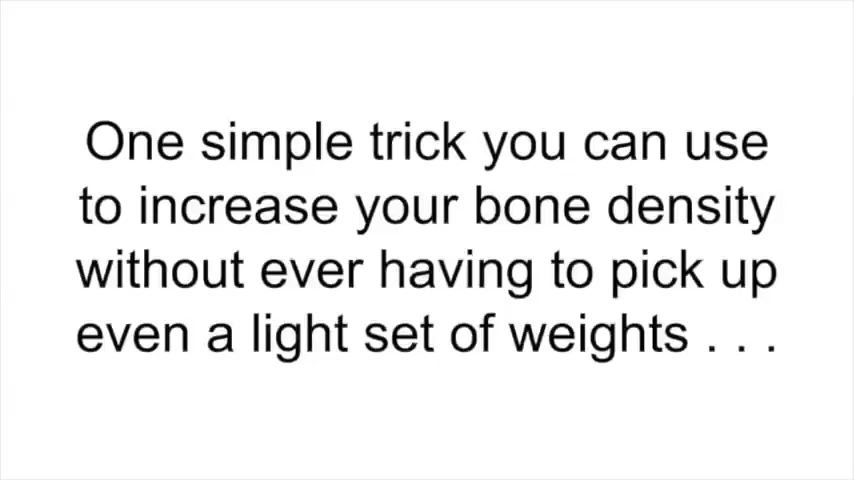 One simple trick you can use
to increase your bone density
without ever having to pick up
even a light set of weights . . .